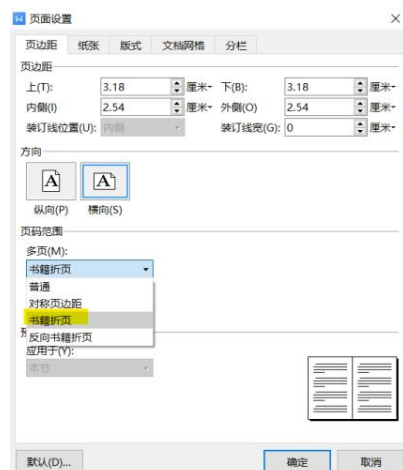 页面设置
页边距 纸张 版式 文档网格 分栏
页边距
上(T): 3.18 厘米 下(B): 3.18 厘米
内侧(I) 2.54 厘米 外侧(O) 2.54 厘米
装订线位置(U): 内侧 装订线宽(G): 0 厘米
方向
A A
纵向(P) 横向(S)
页码范围
多页(M):
书籍折页
普通
对称页边距
书籍折页
反向书籍折页
应用于(Y):
本节
默认(D)... 确定 取消